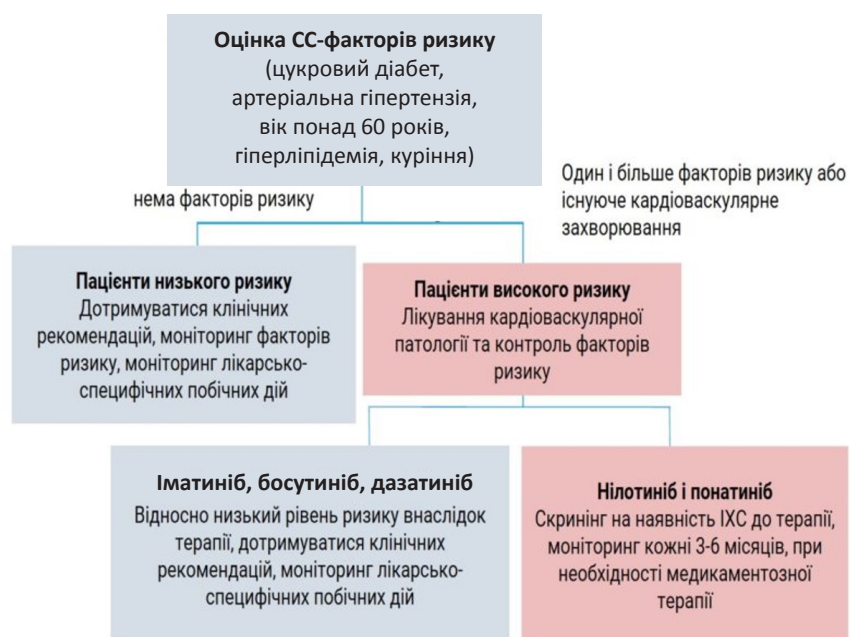 Оцінка СС-факторів ризику
(цукровий діабет,
артеріальна гіпертензія,
вік понад 60 років,
гіперліпідемія, куріння)
нема факторів ризику
Один і більше факторів ризику або
існуюче кардіоваскулярне
захворювання
Пацієнти низького ризику
Дотримуватися клінічних
рекомендацій, моніторинг факторів
ризику, моніторинг лікарсько-
специфічних побічних дій
Пацієнти високого ризику
Лікування кардіоваскулярної
патології та контроль факторів
ризику
Іматиніб, босутиніб, дазатиніб
Відносно низький рівень ризику внаслідок
терапії, дотримуватися клінічних
рекомендацій, моніторинг лікарсько-
специфічних побічних дій
Нілотиніб і понатиніб
Скринінг на наявність ІХС до терапії,
моніторинг кожні 3-6 місяців, при
необхідності медикаментозної
терапії